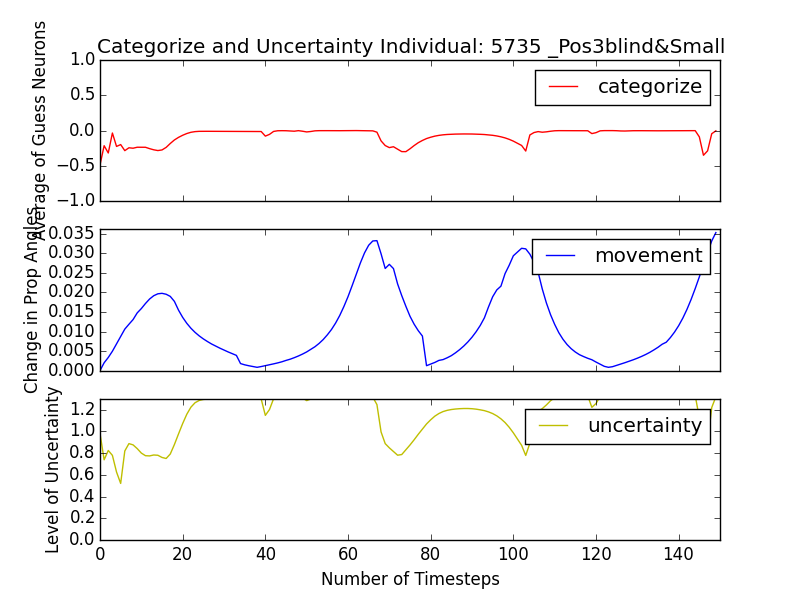 Categorize and Uncertainty Individual: 5735 _Pos3blind&Small
Average of Guess Neurons
1.0
0.5
0.0
−0.5
−1.0
categorize
Change in Prop Angles
0.035
0.030
0.025
0.020
0.015
0.010
0.005
0.000
movement
Level of Uncertainty
1.2
1.0
0.8
0.6
0.4
0.2
0.0
uncertainty
0 20 40 60 80 100 120 140
Number of Timesteps